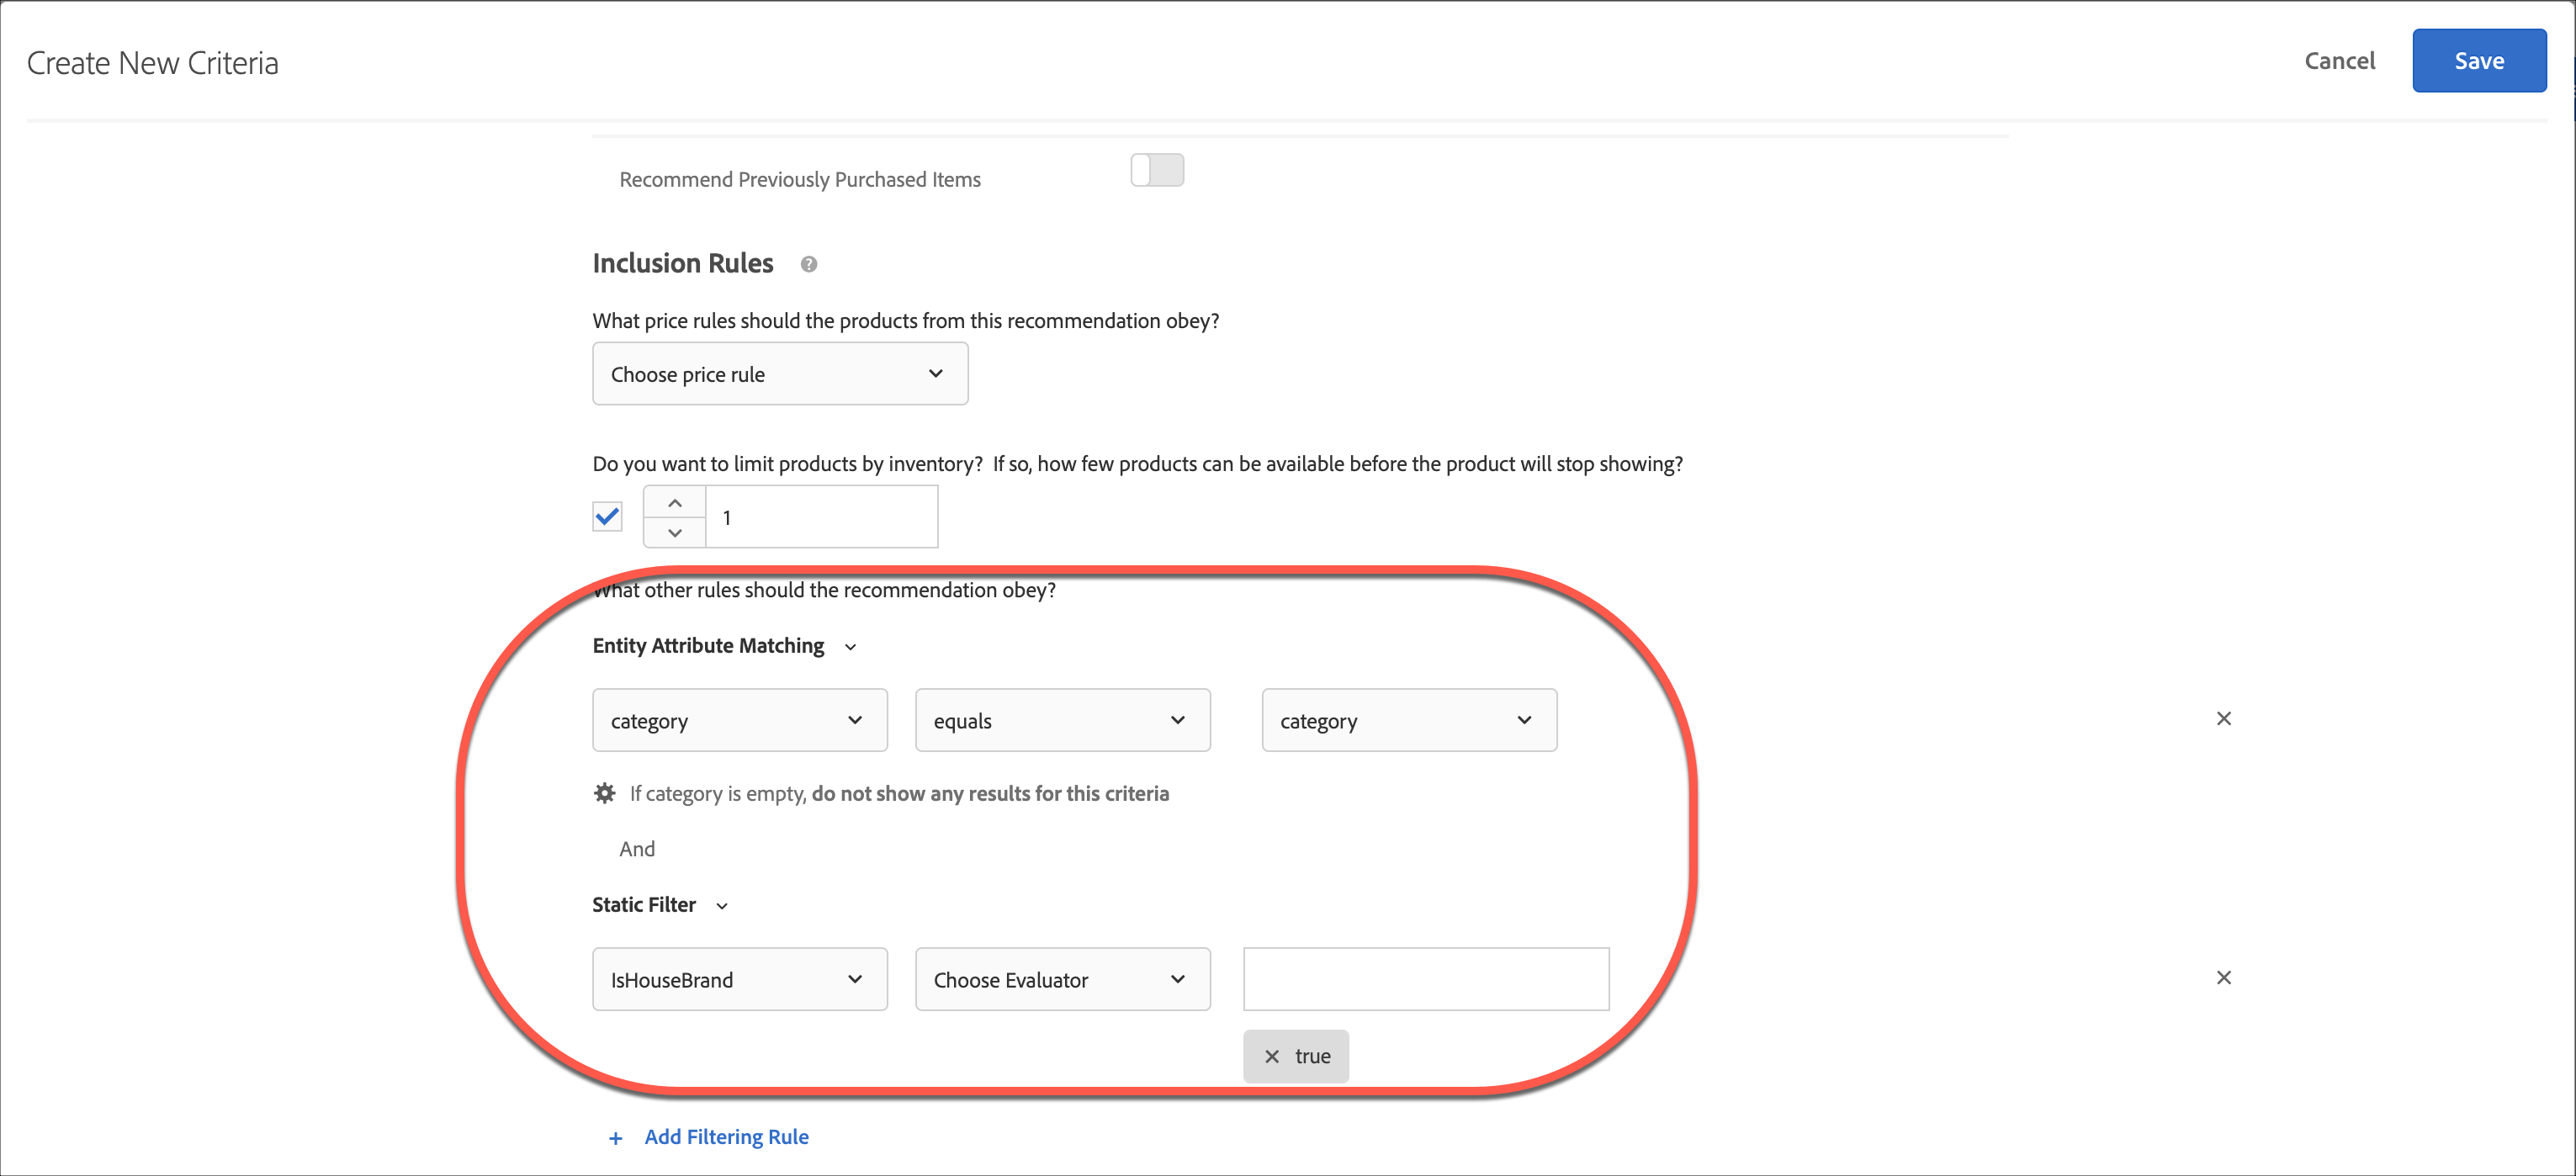 Create New Criteria
Cancel
Save
Recommend Previously Purchased Items
Inclusion Rules ?
What price rules should the products from this recommendation obey?
Choose price rule
Do you want to limit products by inventory? If so, how few products can be available before the product will stop showing?
1
What other rules should the recommendation obey?
Entity Attribute Matching
category equals category
If category is empty, do not show any results for this criteria
And
Static Filter
IsHouseBrand Choose Evaluator
true
+ Add Filtering Rule